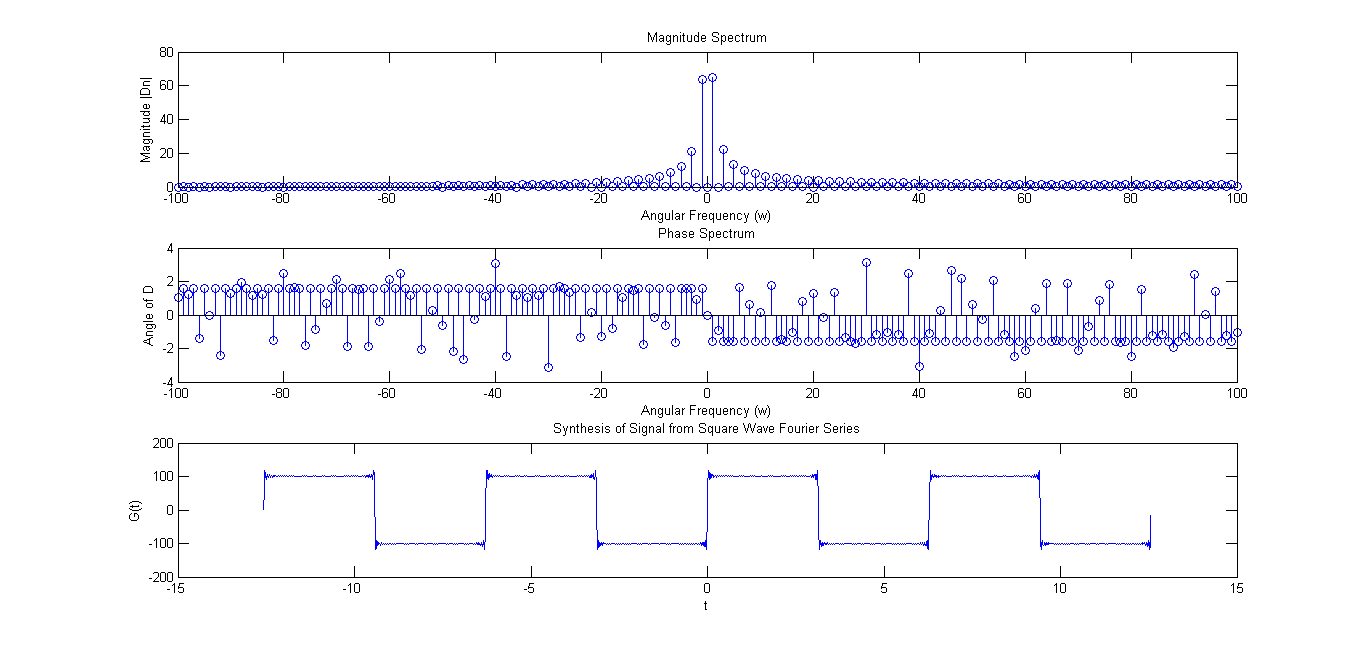 Magnitude Spectrum
80
60
40
20
0
Magnitude |Dn|
-100 -80 -60 -40 -20 0 20 40 60 80 100
Angular Frequency (w)
Phase Spectrum
4
2
0
-2
-4
Angle of D
-100 -80 -60 -40 -20 0 20 40 60 80 100
Angular Frequency (w)
Synthesis of Signal from Square Wave Fourier Series
200
100
0
-100
-200
G(t)
-15 -10 -5 0 5 10 15
t